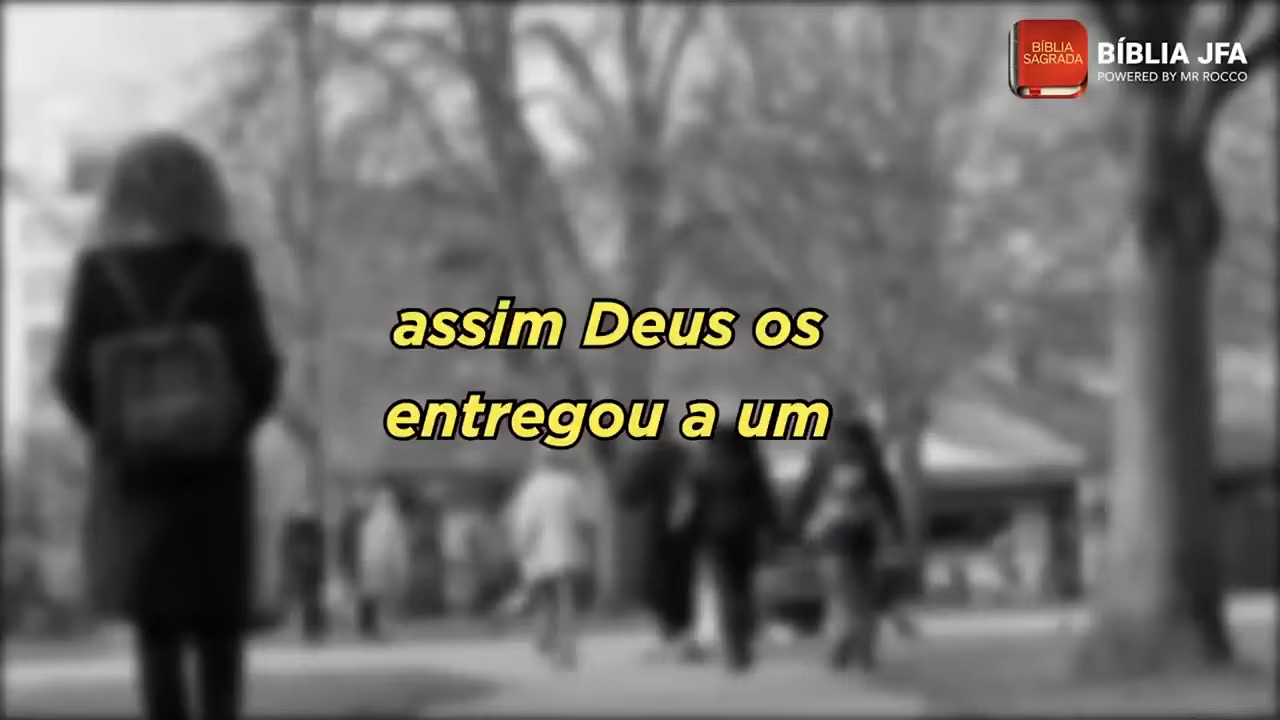 BÍBLIA
SAGRADA
BÍBLIA JFA
POWERED BY MR ROCCO
assim Deus os
entregou a um